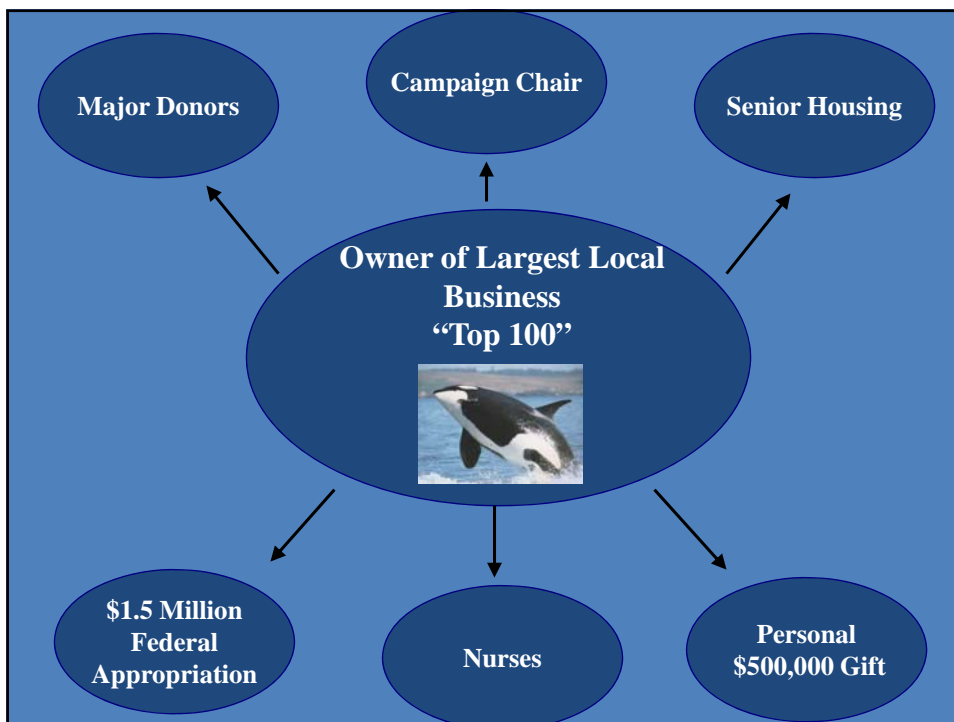 Major Donors
Campaign Chair
Senior Housing
Owner of Largest Local
Business
“Top 100”
$1.5 Million
Federal
Appropriation
Nurses
Personal
$500,000 Gift